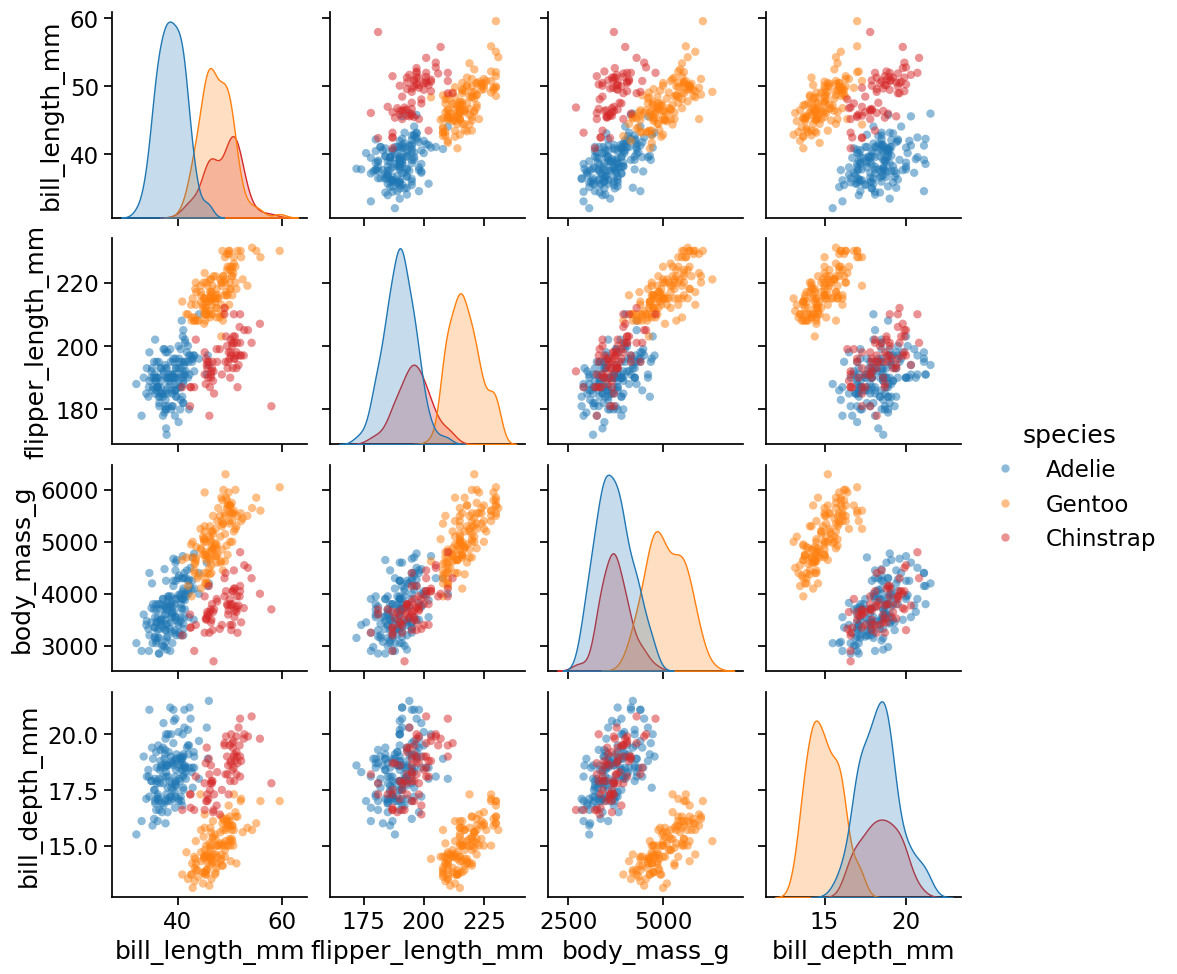 bill_length_mm
60
50
40
flipper_length_mm
220
200
180
species
Adelie
Gentoo
Chinstrap
body_mass_g
6000
5000
4000
3000
bill_depth_mm
20.0
17.5
15.0
40 60 175 200 225 2500 5000 15 20
bill_length_mm flipper_length_mm body_mass_g bill_depth_mm